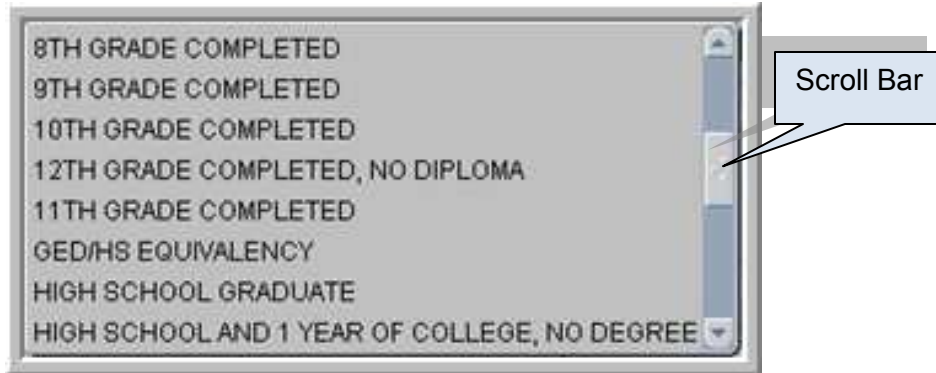 8TH GRADE COMPLETED
9TH GRADE COMPLETED
10TH GRADE COMPLETED
12TH GRADE COMPLETED, NO DIPLOMA
11TH GRADE COMPLETED
GED/HS EQUIVALENCY
HIGH SCHOOL GRADUATE
HIGH SCHOOL AND 1 YEAR OF COLLEGE, NO DEGREE
Scroll Bar